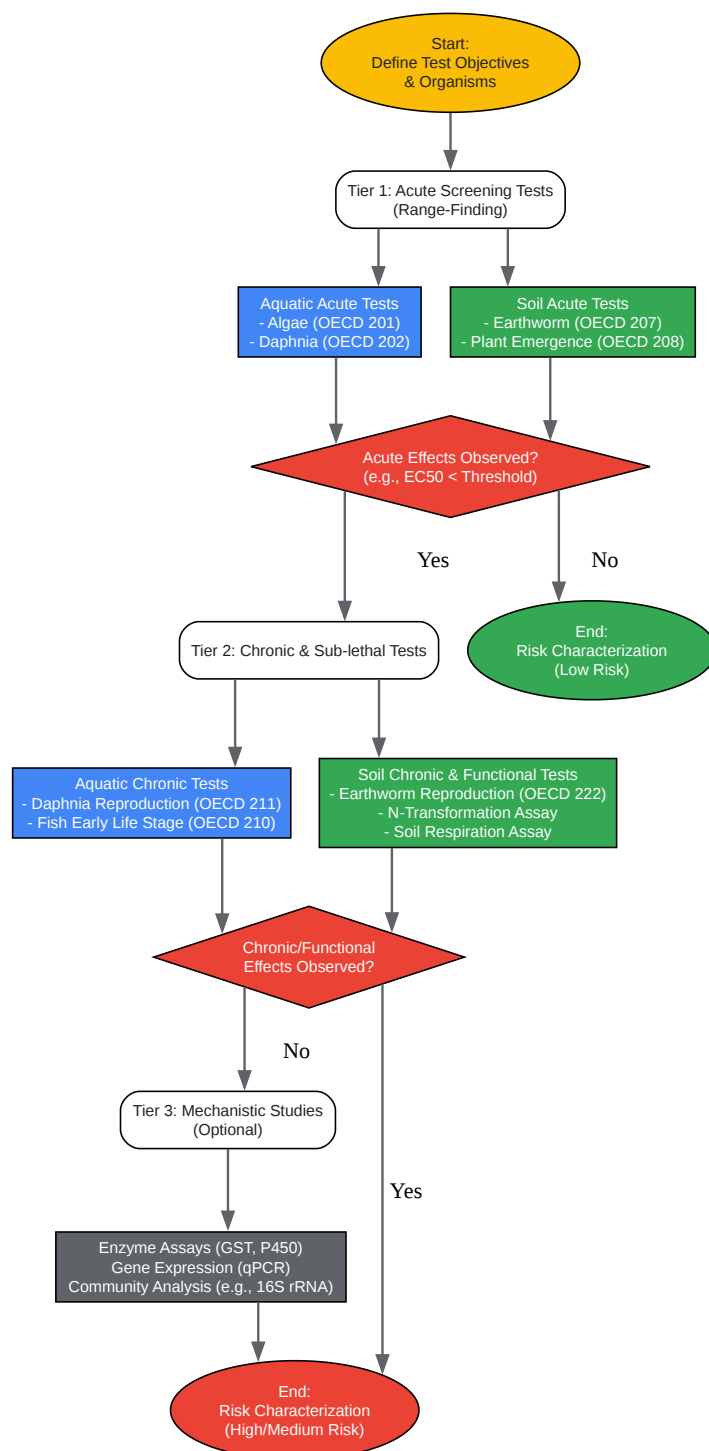 Start:
Define Test Objectives
& Organisms
Tier 1: Acute Screening Tests
(Range-Finding)
Aquatic Acute Tests
- Algae (OECD 201)
- Daphnia (OECD 202)
Soil Acute Tests
- Earthworm (OECD 207)
- Plant Emergence (OECD 208)
Acute Effects Observed?
(e.g., EC50 < Threshold)
Yes
No
End:
Risk Characterization
(Low Risk)
Tier 2: Chronic & Sub-lethal Tests
Aquatic Chronic Tests
- Daphnia Reproduction (OECD 211)
- Fish Early Life Stage (OECD 210)
Soil Chronic & Functional Tests
- Earthworm Reproduction (OECD 222)
- N-Transformation Assay
- Soil Respiration Assay
Chronic/Functional
Effects Observed?
No
Tier 3: Mechanistic Studies
(Optional)
Yes
Enzyme Assays (GST, P450)
Gene Expression (qPCR)
Community Analysis (e.g., 16S rRNA)
End:
Risk Characterization
(High/Medium Risk)